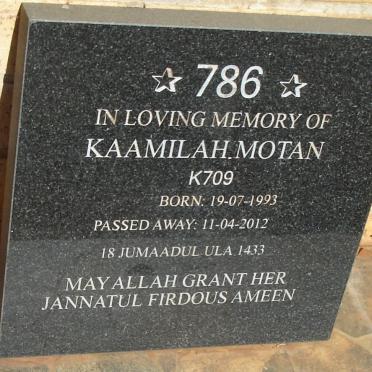 ☆ 786 ☆
IN LOVING MEMORY OF
KAAMILAH.MOTAN
K709
BORN: 19-07-1993
PASSED AWAY: 11-04-2012
18 JUMAADUL ULA 1433
MAY ALLAH GRANT HER
JANNATUL FIRDOUS AMEEN